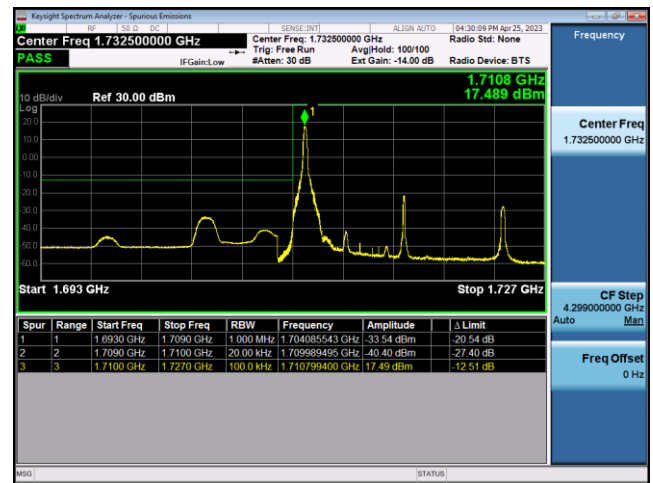 Keysight Spectrum Analyzer - Spurious Emissions
RF 50 Ω DC SENSE:INT ALIGN AUTO 04:30:09 PM Apr 25, 2023
Center Freq 1.732500000 GHz
PASS
IFGain:Low
Center Freq: 1.732500000 GHz
Trig: Free Run Avg|Hold: 100/100
#Atten: 30 dB Ext Gain: -14.00 dB
Radio Std: None
Radio Device: BTS
1.7108 GHz
17.489 dBm
10 dB/div Ref 30.00 dBm
Log
1
20.0
10.0
0.00
-10.0
-20.0
-30.0
-40.0
-50.0
-60.0
Start 1.693 GHz Stop 1.727 GHz
Spur Range Start Freq Stop Freq RBW Frequency Amplitude Δ Limit
1 1 1.6930 GHz 1.7090 GHz 1.000 MHz 1.704085543 GHz -33.54 dBm -20.54 dB
2 2 1.7090 GHz 1.7100 GHz 20.00 kHz 1.709989495 GHz -40.40 dBm -27.40 dB
3 3 1.7100 GHz 1.7270 GHz 100.0 kHz 1.710799400 GHz 17.49 dBm -12.51 dB
MSG STATUS
Frequency
Center Freq
1.732500000 GHz
CF Step
4.299000000 GHz
Auto Man
Freq Offset
0 Hz